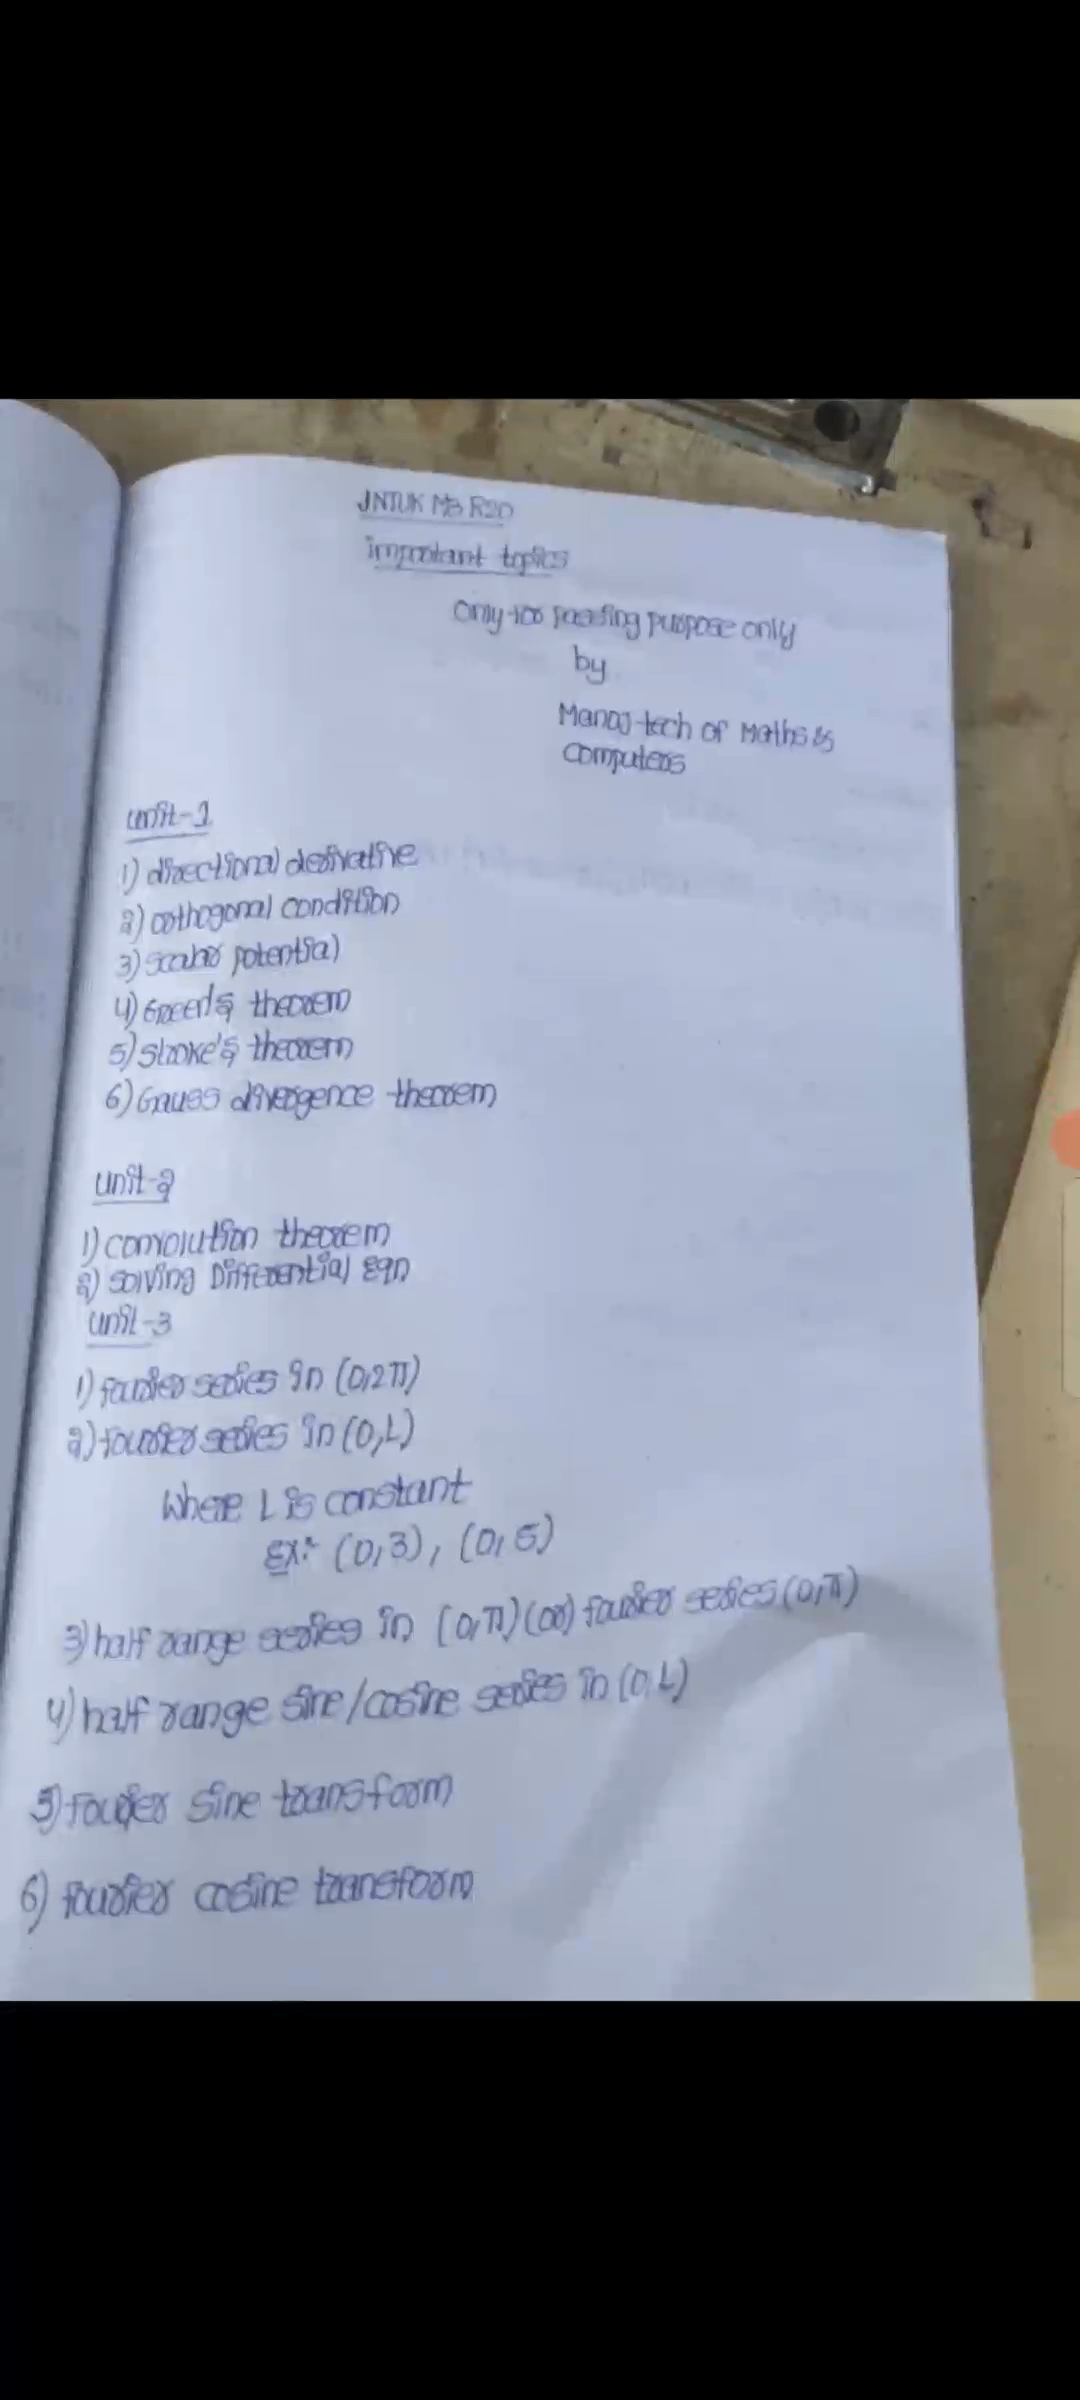 JNTUK M3 R20
important topics
Only for passing purpose only
by
Manoj tech of Maths &
Computers
Unit-1
1) directional derivative
2) orthogonal condition
3) scalar potential
4) Green's theorem
5) Stroke's theorem
6) Gauss divergence theorem
Unit-2
1) convolution theorem
2) solving Differential Eqn
Unit-3
1) fourier series in (0,2π)
2) fourier series in (0,L)
Where L is constant
Ex:- (0,3), (0,5)
3) half range series in (0,π) (or) fourier series (0,π)
4) half range sine/cosine series in (0,L)
5) fourier sine transform
6) fourier cosine transform